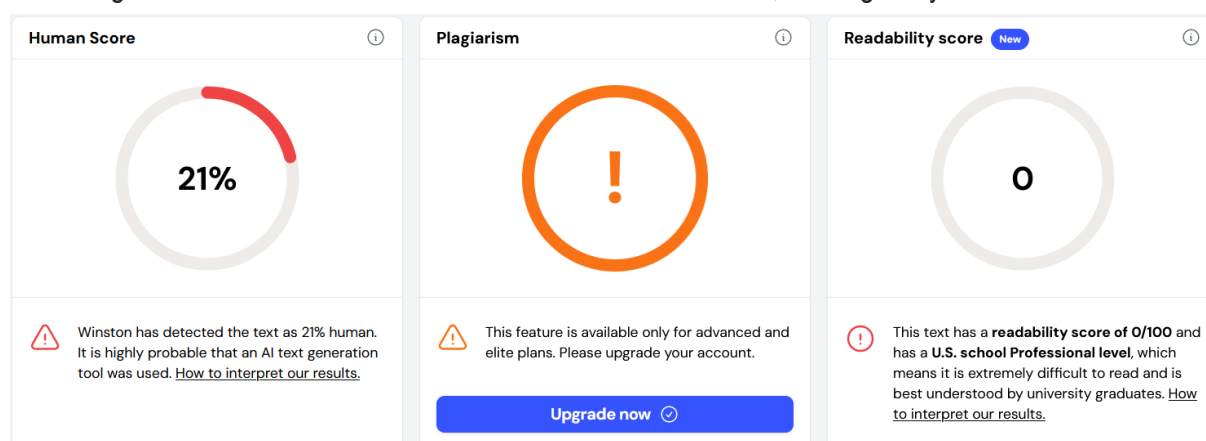 Human Score
21%
Winston has detected the text as 21% human.
It is highly probable that an AI text generation
tool was used. How to interpret our results.
Plagiarism
!
This feature is available only for advanced and
elite plans. Please upgrade your account.
Upgrade now
Readability score New
0
This text has a readability score of 0/100 and
has a U.S. school Professional level, which
means it is extremely difficult to read and is
best understood by university graduates. How
to interpret our results.